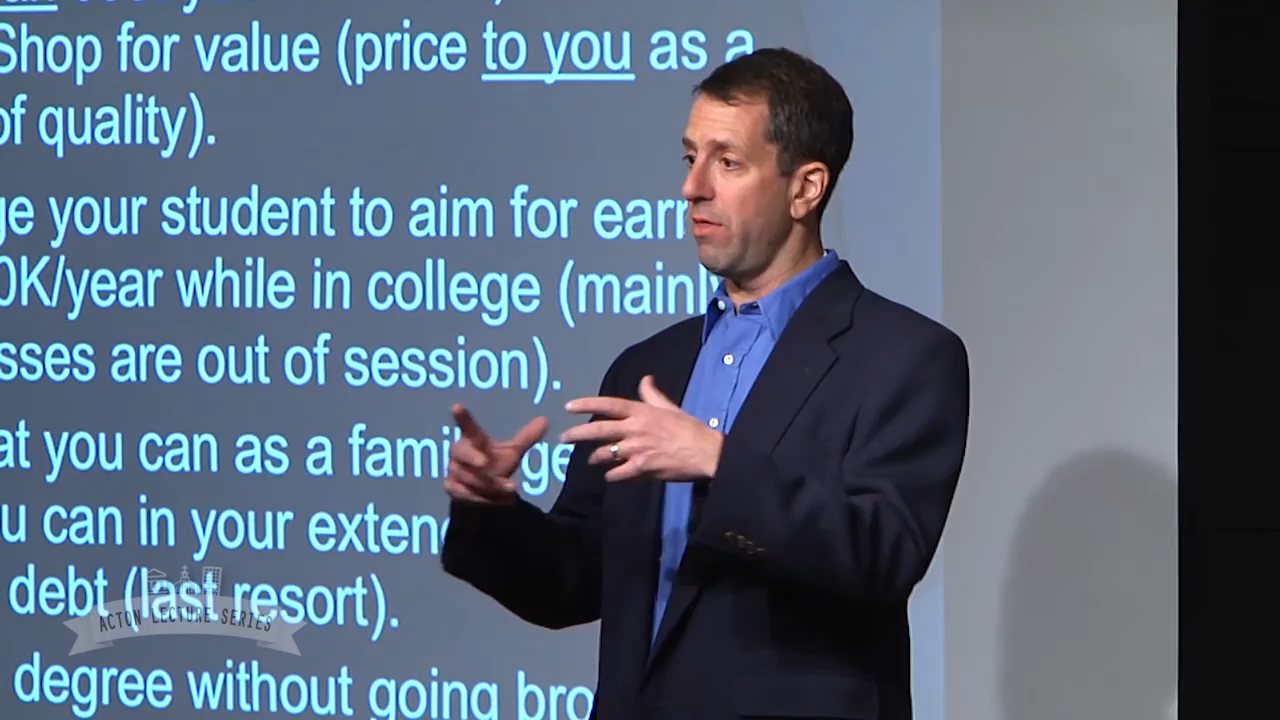 Shop for value (price to you as a
of quality).
ge your student to aim for earn
0K/year while in college (mainly
sses are out of session).
at you can as a family ge
u can in your exten
debt (last resort).
ACTON LECTURE SERIES
degree without going bro